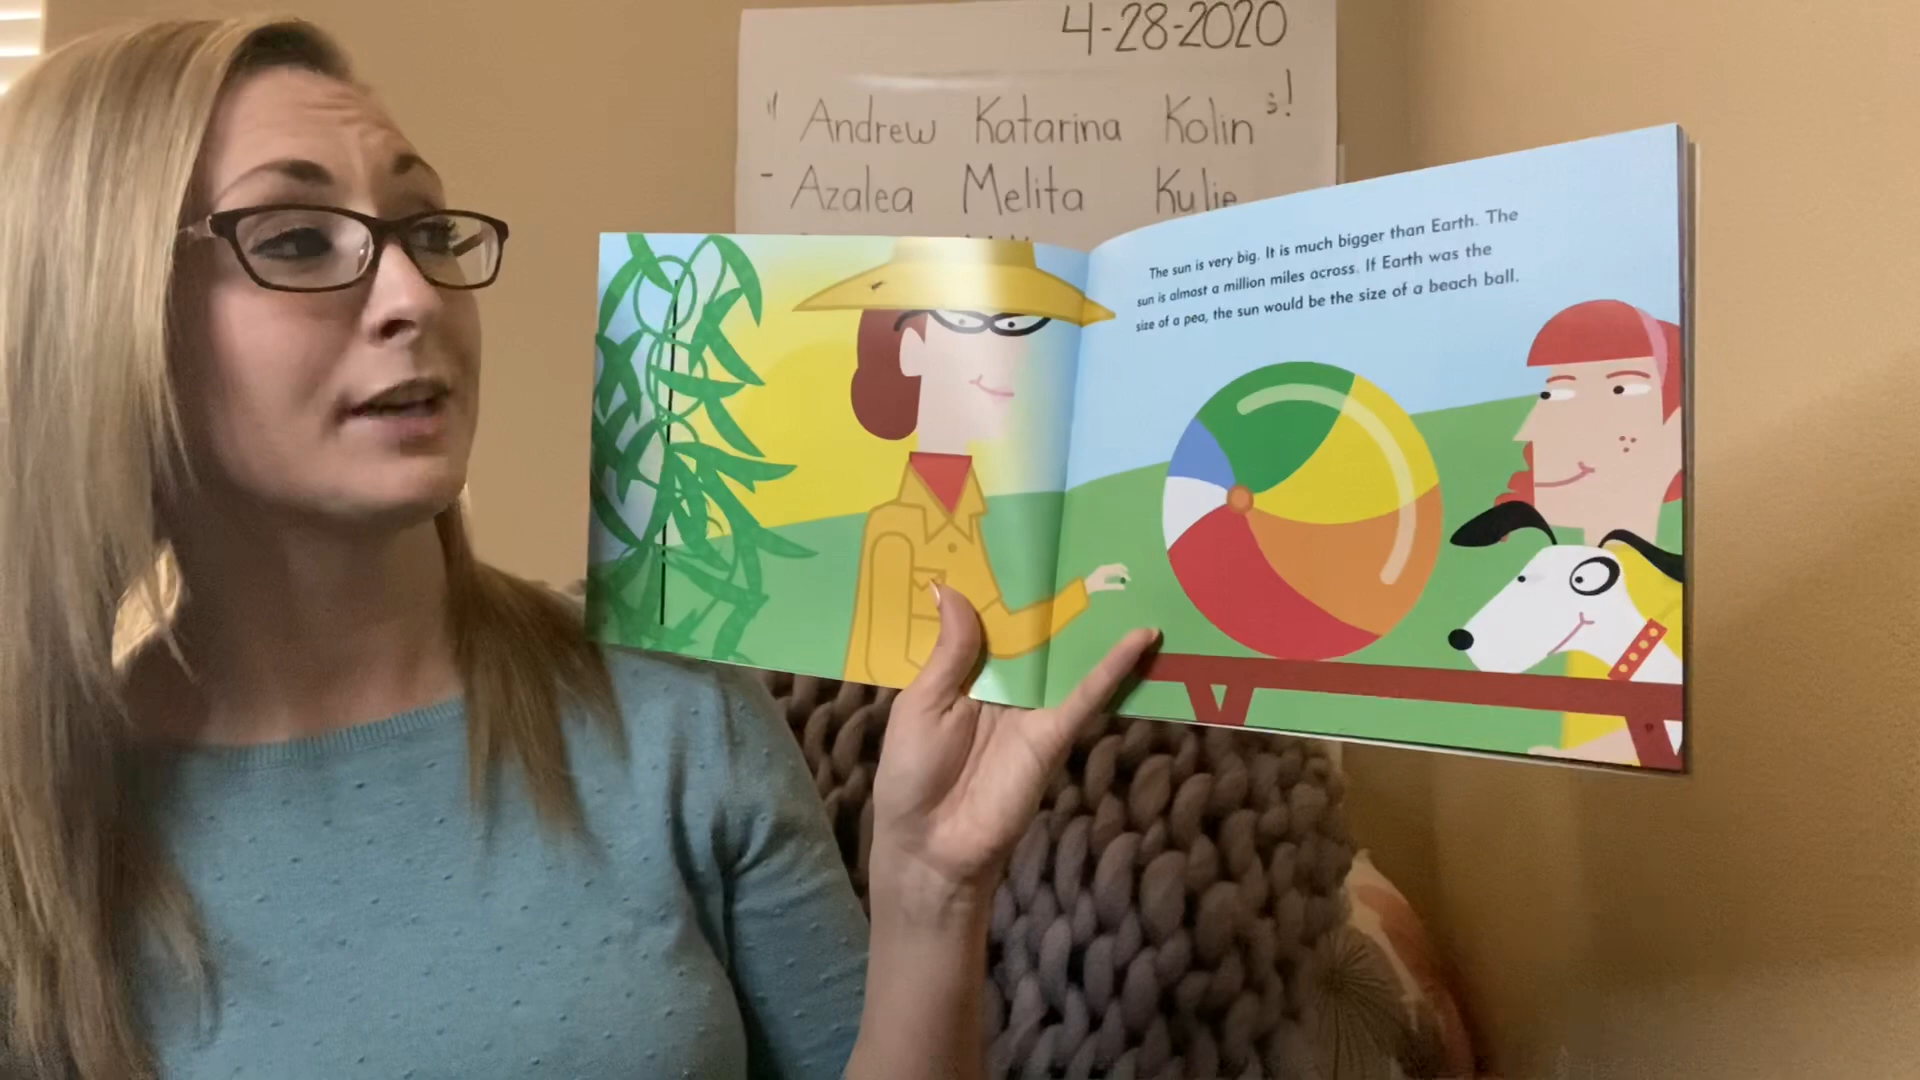 4-28-2020
" Andrew Katarina Kolin "!
- Azalea Melita Kylie
The sun is very big. It is much bigger than Earth. The
sun is almost a million miles across. If Earth was the
size of a pea, the sun would be the size of a beach ball.